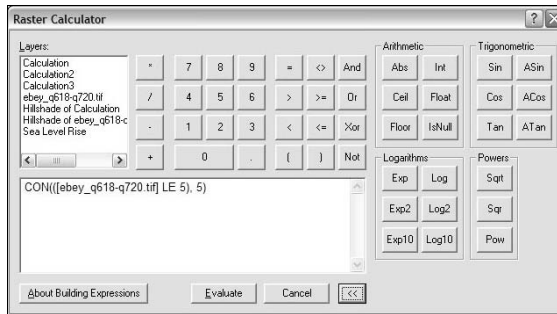 Raster Calculator
Layers:
Calculation
Calculation2
Calculation3
ebey_q618-q720.tif
Hillshade of Calculation
Hillshade of ebey_q618-c
Sea Level Rise
* 7 8 9 = <> And
/ 4 5 6 > >= Or
- 1 2 3 < <= Xor
+ 0 . ( ) Not
Arithmetic
Abs Int
Ceil Float
Floor IsNull
Trigonometric
Sin ASin
Cos ACos
Tan ATan
Logarithms
Exp Log
Exp2 Log2
Exp10 Log10
Powers
Sqrt
Sqr
Pow
CON(([ebey_q618-q720.tif] LE 5), 5)
About Building Expressions Evaluate Cancel <<